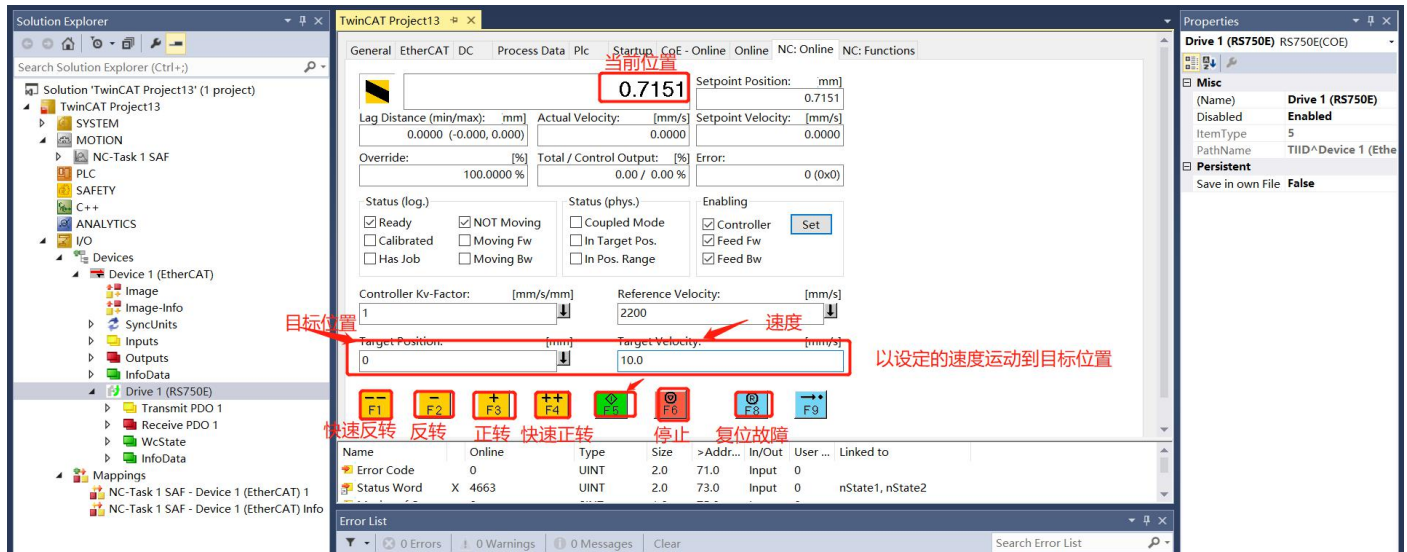 Solution Explorer
Search Solution Explorer (Ctrl+;)
Solution 'TwinCAT Project13' (1 project)
TwinCAT Project13
SYSTEM
MOTION
NC-Task 1 SAF
PLC
SAFETY
C++
ANALYTICS
I/O
Devices
Device 1 (EtherCAT)
Image
Image-Info
SyncUnits
Inputs
Outputs
InfoData
Drive 1 (RS750E)
Transmit PDO 1
Receive PDO 1
WcState
InfoData
Mappings
NC-Task 1 SAF - Device 1 (EtherCAT) 1
NC-Task 1 SAF - Device 1 (EtherCAT) Info
TwinCAT Project13
General EtherCAT DC Process Data Plc Startup CoE - Online Online NC: Online NC: Functions
当前位置
0.7151
Setpoint Position: mm]
0.7151
Lag Distance (min/max): mm] Actual Velocity: [mm/s] Setpoint Velocity: [mm/s]
0.0000 (-0.000, 0.000) 0.0000 0.0000
Override: [%] Total / Control Output: [%] Error:
100.0000 % 0.00 / 0.00 % 0 (0x0)
Status (log.) Status (phys.) Enabling
Ready NOT Moving Coupled Mode Controller Set
Calibrated Moving Fw In Target Pos. Feed Fw
Has Job Moving Bw In Pos. Range Feed Bw
Controller Kv-Factor: [mm/s/mm] Reference Velocity: [mm/s]
1 2200
目标位置 速度
Target Position: [mm] Target Velocity: [mm/s]
0 10.0
以设定的速度运动到目标位置
F1 F2 F3 F4 F5 F6 F8 F9
快速反转 反转 正转 快速正转 停止 复位故障
Name Online Type Size >Addr... In/Out User ... Linked to
Error Code 0 UINT 2.0 71.0 Input 0
Status Word X 4663 UINT 2.0 73.0 Input 0 nState1, nState2
Error List
0 Errors 0 Warnings 0 Messages Clear Search Error List
Properties
Drive 1 (RS750E) RS750E(COE)
Misc
(Name) Drive 1 (RS750E)
Disabled Enabled
ItemType 5
PathName TIID^Device 1 (Ethe
Persistent
Save in own File False